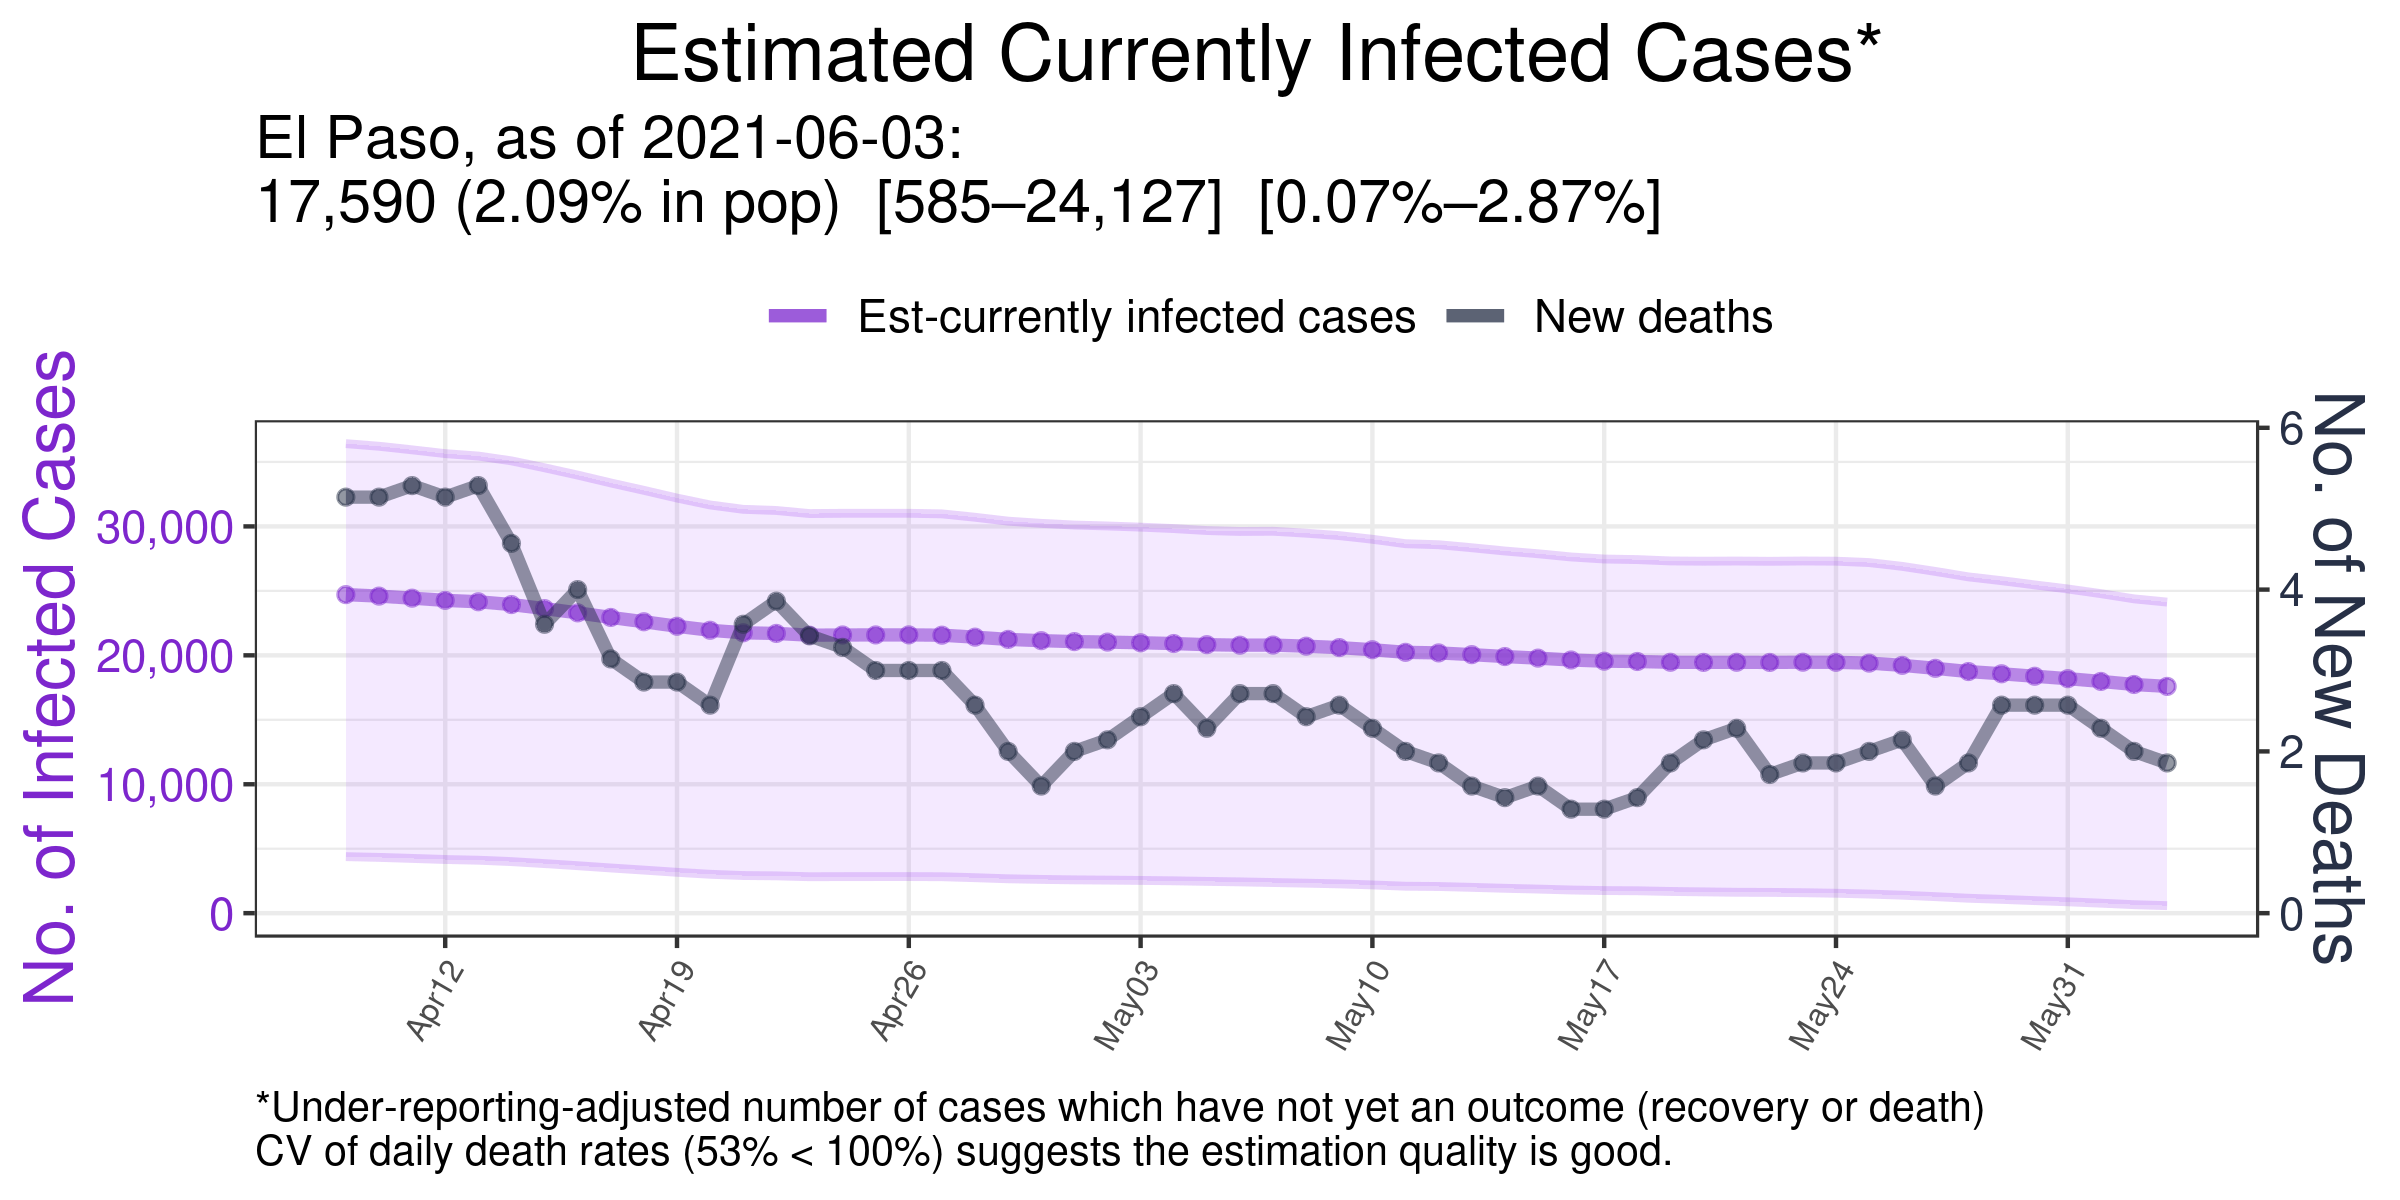 Estimated Currently Infected Cases*
El Paso, as of 2021-06-03:
17,590 (2.09% in pop)  [585–24,127]  [0.07%–2.87%]
Est-currently infected cases
New deaths
No. of Infected Cases
30,000
20,000
10,000
0
6
4
2
0
No. of New Deaths
Apr12
Apr19
Apr26
May03
May10
May17
May24
May31
*Under-reporting-adjusted number of cases which have not yet an outcome (recovery or death)
CV of daily death rates (53% < 100%) suggests the estimation quality is good.